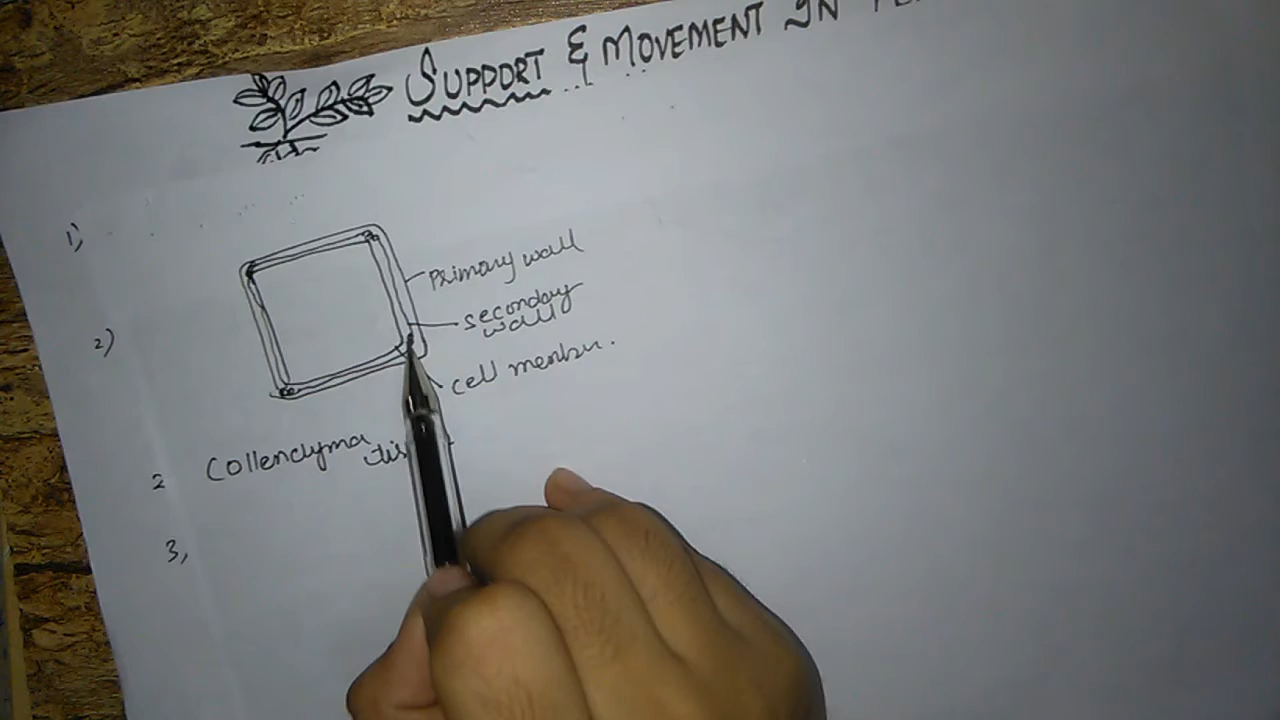 SUPPORT & MOVEMENT IN
1)
Primary wall
2)
secondary
wall
cell membr.
2 Collenchyma
3,